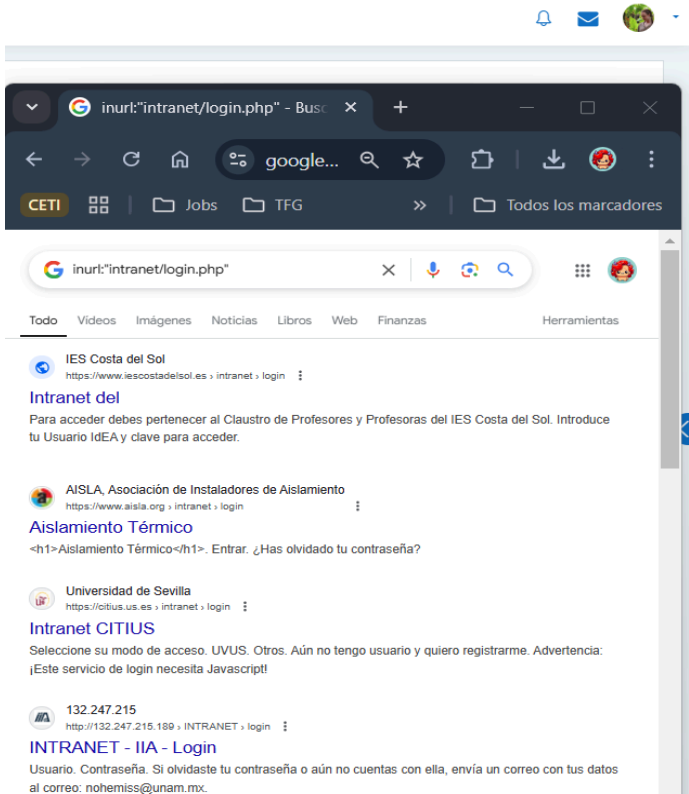 inurl:"intranet/login.php" - Busc
google...
CETI
Jobs
TFG
Todos los marcadores
inurl:"intranet/login.php"
Todo Vídeos Imágenes Noticias Libros Web Finanzas Herramientas
IES Costa del Sol
https://www.iescostadelsol.es › intranet › login
Intranet del
Para acceder debes pertenecer al Claustro de Profesores y Profesoras del IES Costa del Sol. Introduce
tu Usuario IdEA y clave para acceder.
AISLA, Asociación de Instaladores de Aislamiento
https://www.aisla.org › intranet › login
Aislamiento Térmico
<h1>Aislamiento Térmico</h1>. Entrar. ¿Has olvidado tu contraseña?
Universidad de Sevilla
https://citius.us.es › intranet › login
Intranet CITIUS
Seleccione su modo de acceso. UVUS. Otros. Aún no tengo usuario y quiero registrarme. Advertencia:
¡Este servicio de login necesita Javascript!
132.247.215
http://132.247.215.189 › INTRANET › login
INTRANET - IIA - Login
Usuario. Contraseña. Si olvidaste tu contraseña o aún no cuentas con ella, envía un correo con tus datos
al correo: nohemiss@unam.mx.